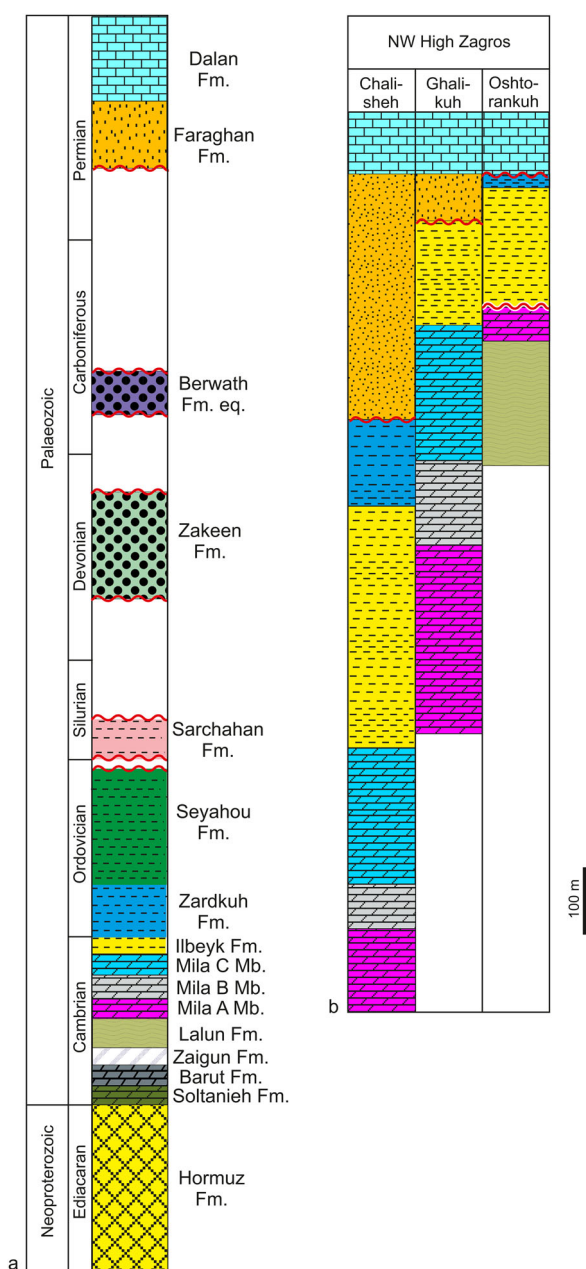 Neoproterozoic
Palaeozoic
Ediacaran
Cambrian
Ordovician
Silurian
Devonian
Carboniferous
Permian
Dalan
Fm.
Faraghan
Fm.
Berwath
Fm. eq.
Zakeen
Fm.
Sarchahan
Fm.
Seyahou
Fm.
Zardkuh
Fm.
Ilbeyk Fm.
Mila C Mb.
Mila B Mb.
Mila A Mb.
Lalun Fm.
Zaigun Fm.
Barut Fm.
Soltanieh Fm.
Hormuz
Fm.
a
NW High Zagros
Chali-
sheh
Ghali-
kuh
Oshto-
rankuh
100 m
b